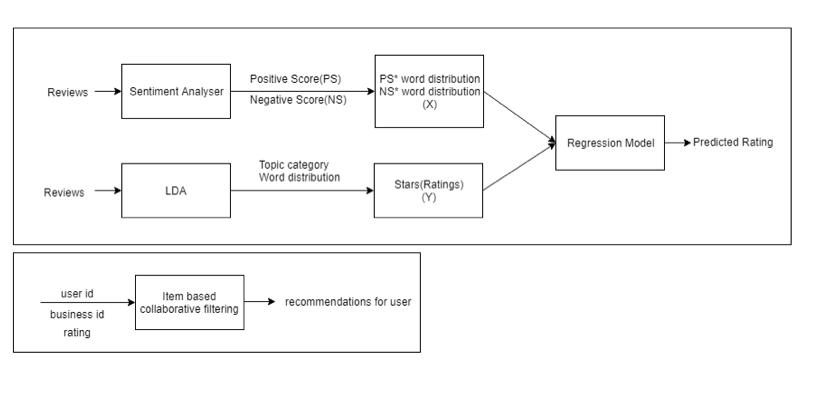 Reviews
Sentiment Analyser
Positive Score(PS)
Negative Score(NS)
PS* word distribution
NS* word distribution
(X)
Regression Model
Predicted Rating
Reviews
LDA
Topic category
Word distribution
Stars(Ratings)
(Y)
user id
business id
rating
Item based
collaborative filtering
recommendations for user